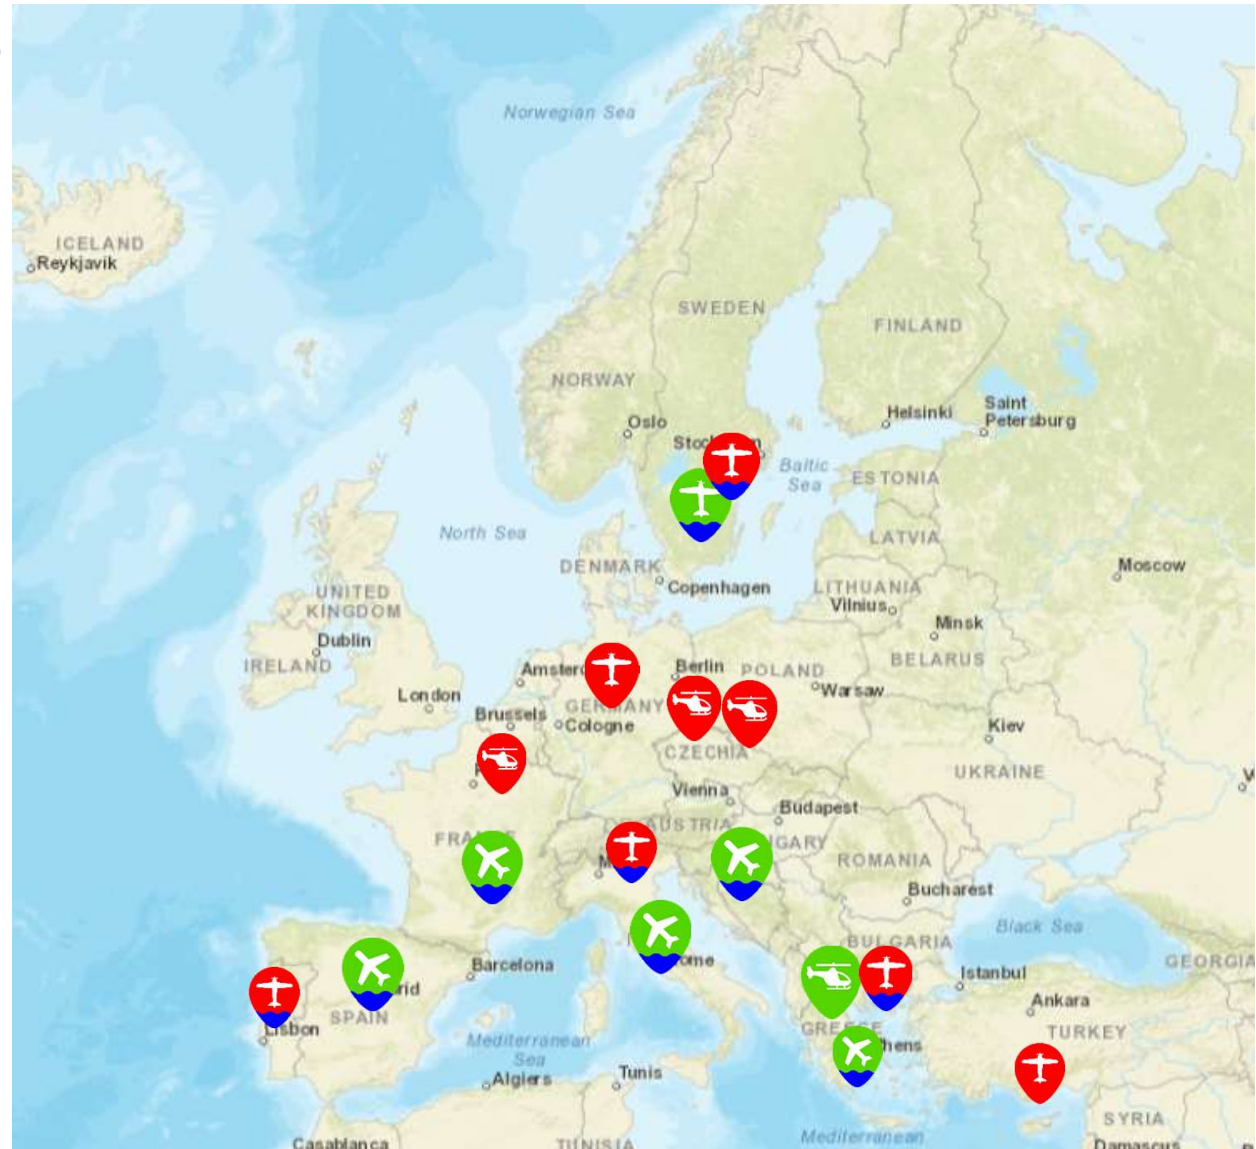 Norwegian Sea
ICELAND
Reykjavik
SWEDEN
FINLAND
NORWAY
Saint
Petersburg
Helsinki
Oslo
Baltic
Sea
ESTONIA
North Sea
LATVIA
DENMARK
Moscow
Copenhagen
LITHUANIA
Vilnius
UNITED
KINGDOM
Minsk
Dublin
IRELAND
BELARUS
Berlin
POLAND
Warsaw
London
Brussels
Cologne
Kiev
CZECHIA
UKRAINE
Vienna
Budapest
AUSTRIA
ROMANIA
Bucharest
Black Sea
BULGARIA
GEORGIA
Barcelona
Istanbul
Ankara
SPAIN
TURKEY
Mediterranean
Sea
Algiers
Tunis
SYRIA
Casablanca
TUNISIA
Mediterranean
Damascus